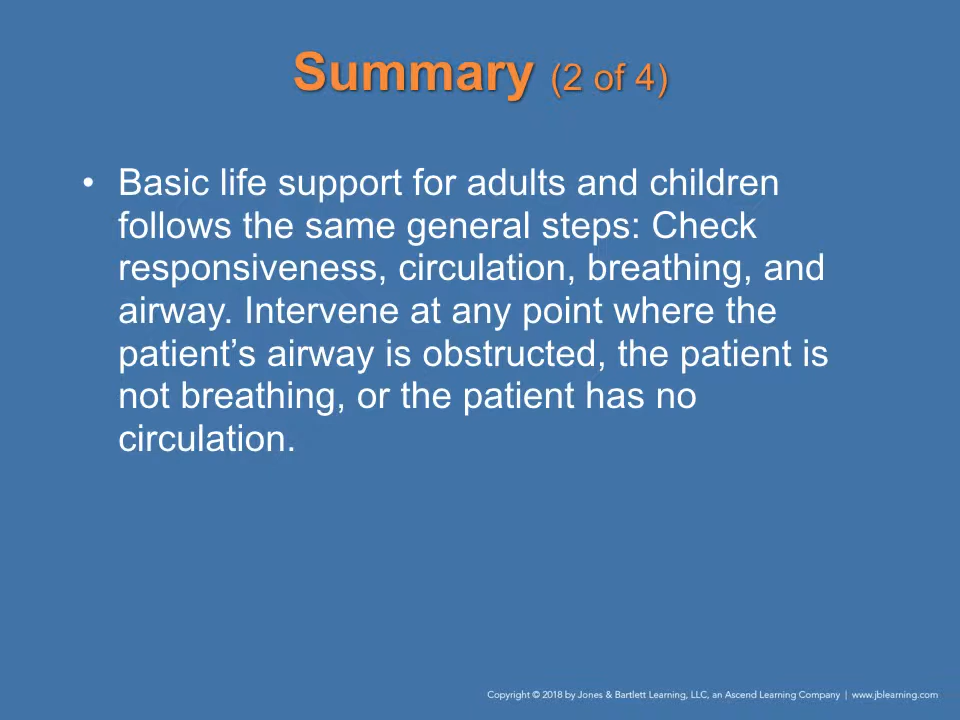 Summary (2 of 4)
• Basic life support for adults and children
follows the same general steps: Check
responsiveness, circulation, breathing, and
airway. Intervene at any point where the
patient’s airway is obstructed, the patient is
not breathing, or the patient has no
circulation.
Copyright © 2018 by Jones & Bartlett Learning, LLC, an Ascend Learning Company | www.jblearning.com